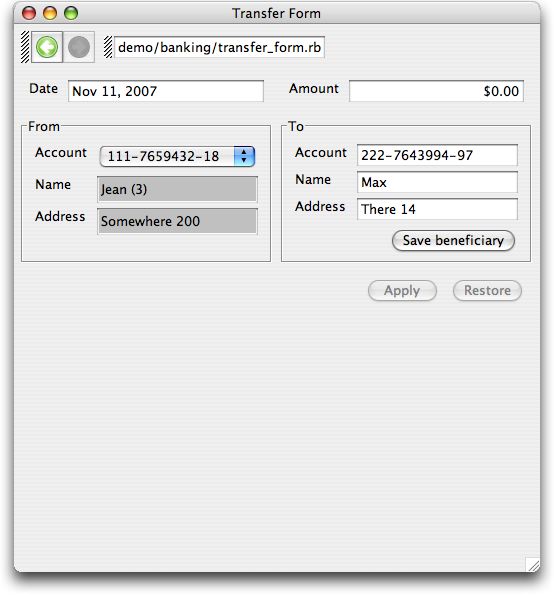 Transfer Form
demo/banking/transfer_form.rb
Date Nov 11, 2007 Amount $0.00
From
Account 111-7659432-18
Name Jean (3)
Address Somewhere 200
To
Account 222-7643994-97
Name Max
Address There 14
Save beneficiary
Apply Restore